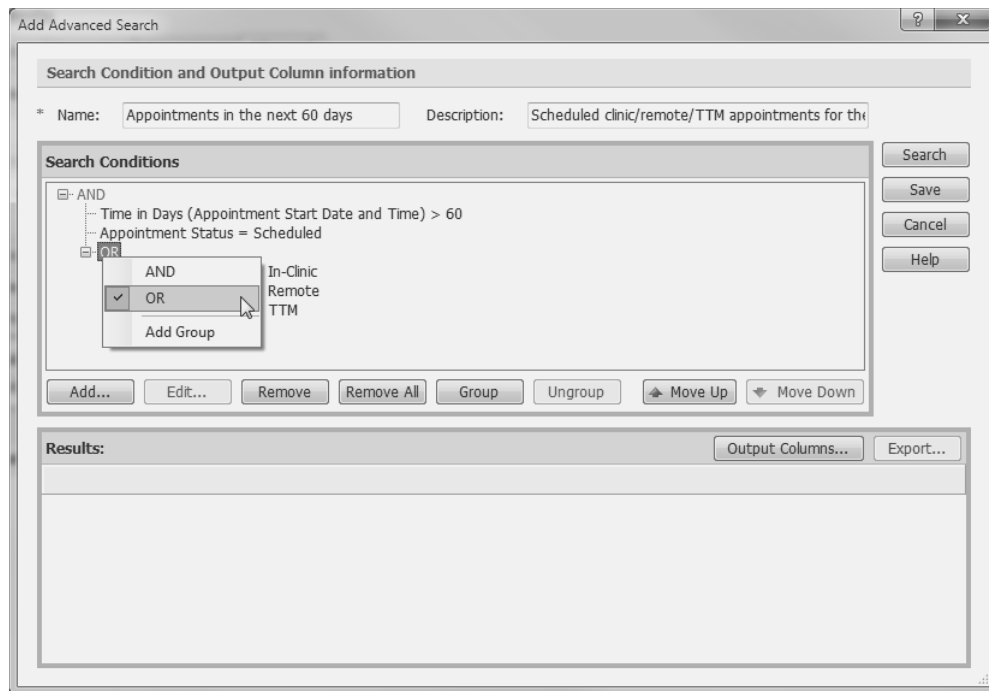 Add Advanced Search
Search Condition and Output Column information
* Name: Appointments in the next 60 days Description: Scheduled clinic/remote/TTM appointments for the
Search Conditions
Search
Save
Cancel
Help
AND
Time in Days (Appointment Start Date and Time) > 60
Appointment Status = Scheduled
OR
AND
OR
Add Group
In-Clinic
Remote
TTM
Add... Edit... Remove Remove All Group Ungroup Move Up Move Down
Results: Output Columns... Export...